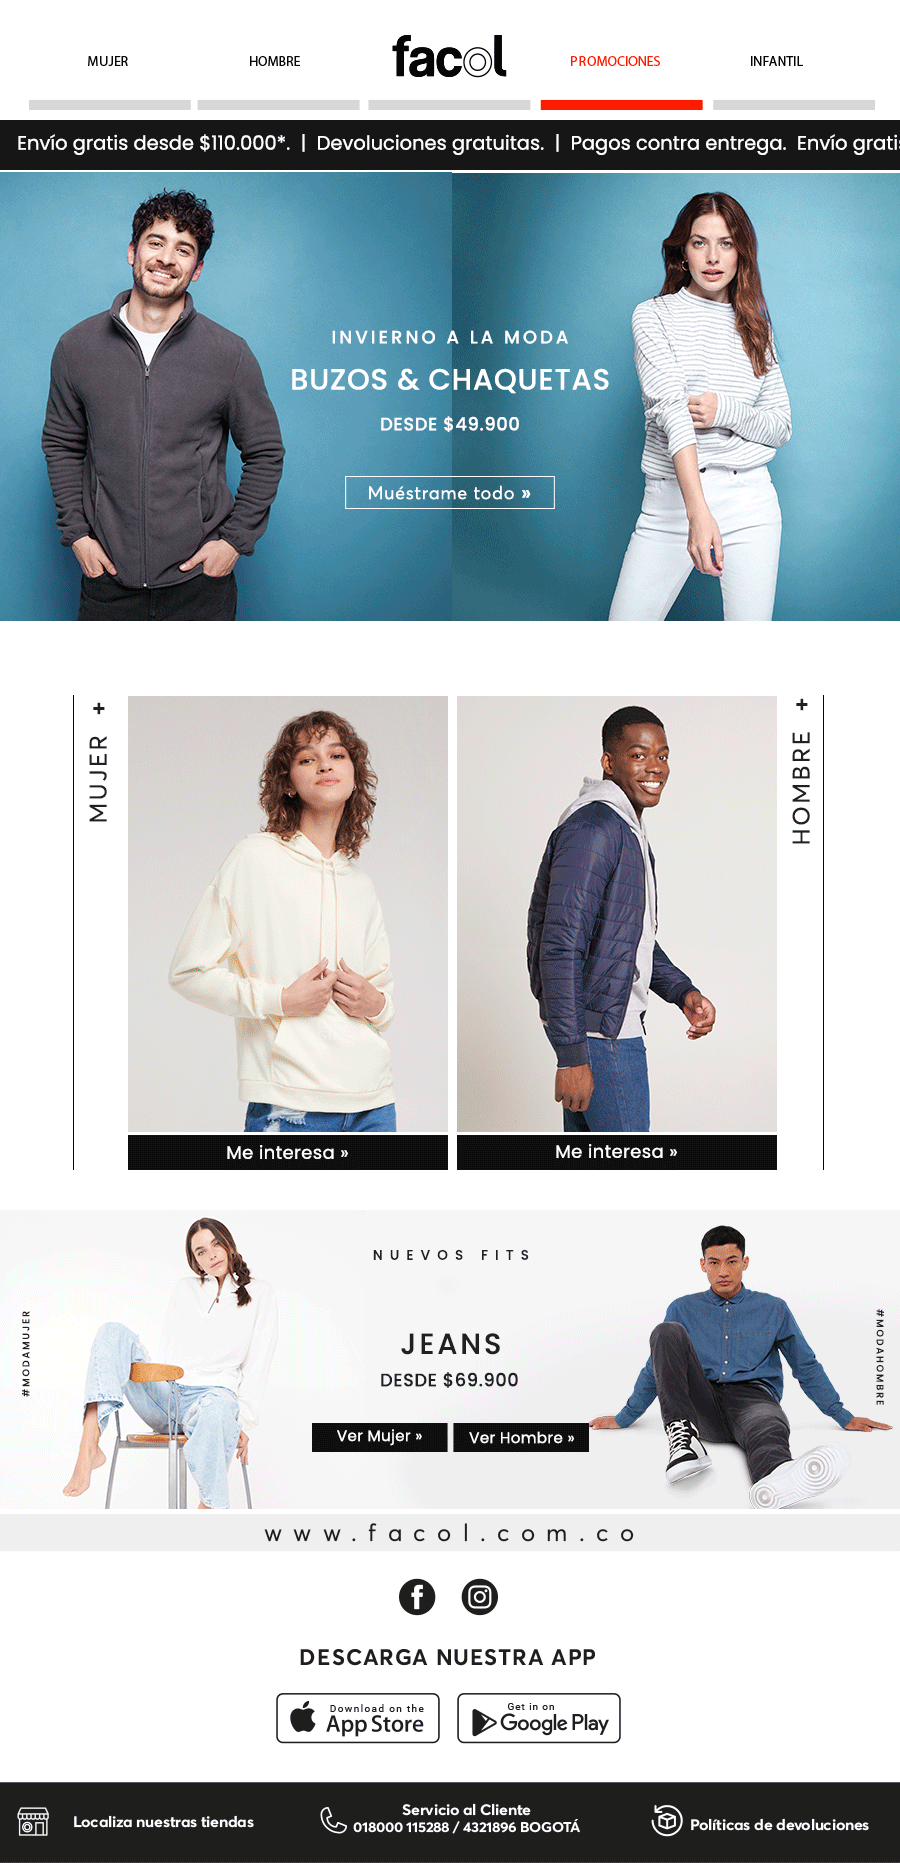 facol
MUJER
HOMBRE
PROMOCIONES
INFANTIL
Envío gratis desde $110.000*. | Devoluciones gratuitas. | Pagos contra entrega. Envío gratis
INVIERNO A LA MODA
BUZOS & CHAQUETAS
DESDE $49.900
Muéstrame todo »
MUJER +
HOMBRE +
Me interesa »
Me interesa »
NUEVOS FITS
#MODAMUJER
#MODAHOMBRE
JEANS
DESDE $69.900
Ver Mujer »
Ver Hombre »
www.facol.com.co
DESCARGA NUESTRA APP
Download on the
App Store
Get in on
Google Play
Localiza nuestras tiendas
Servicio al Cliente
018000 115288 / 4321896 BOGOTÁ
Políticas de devoluciones